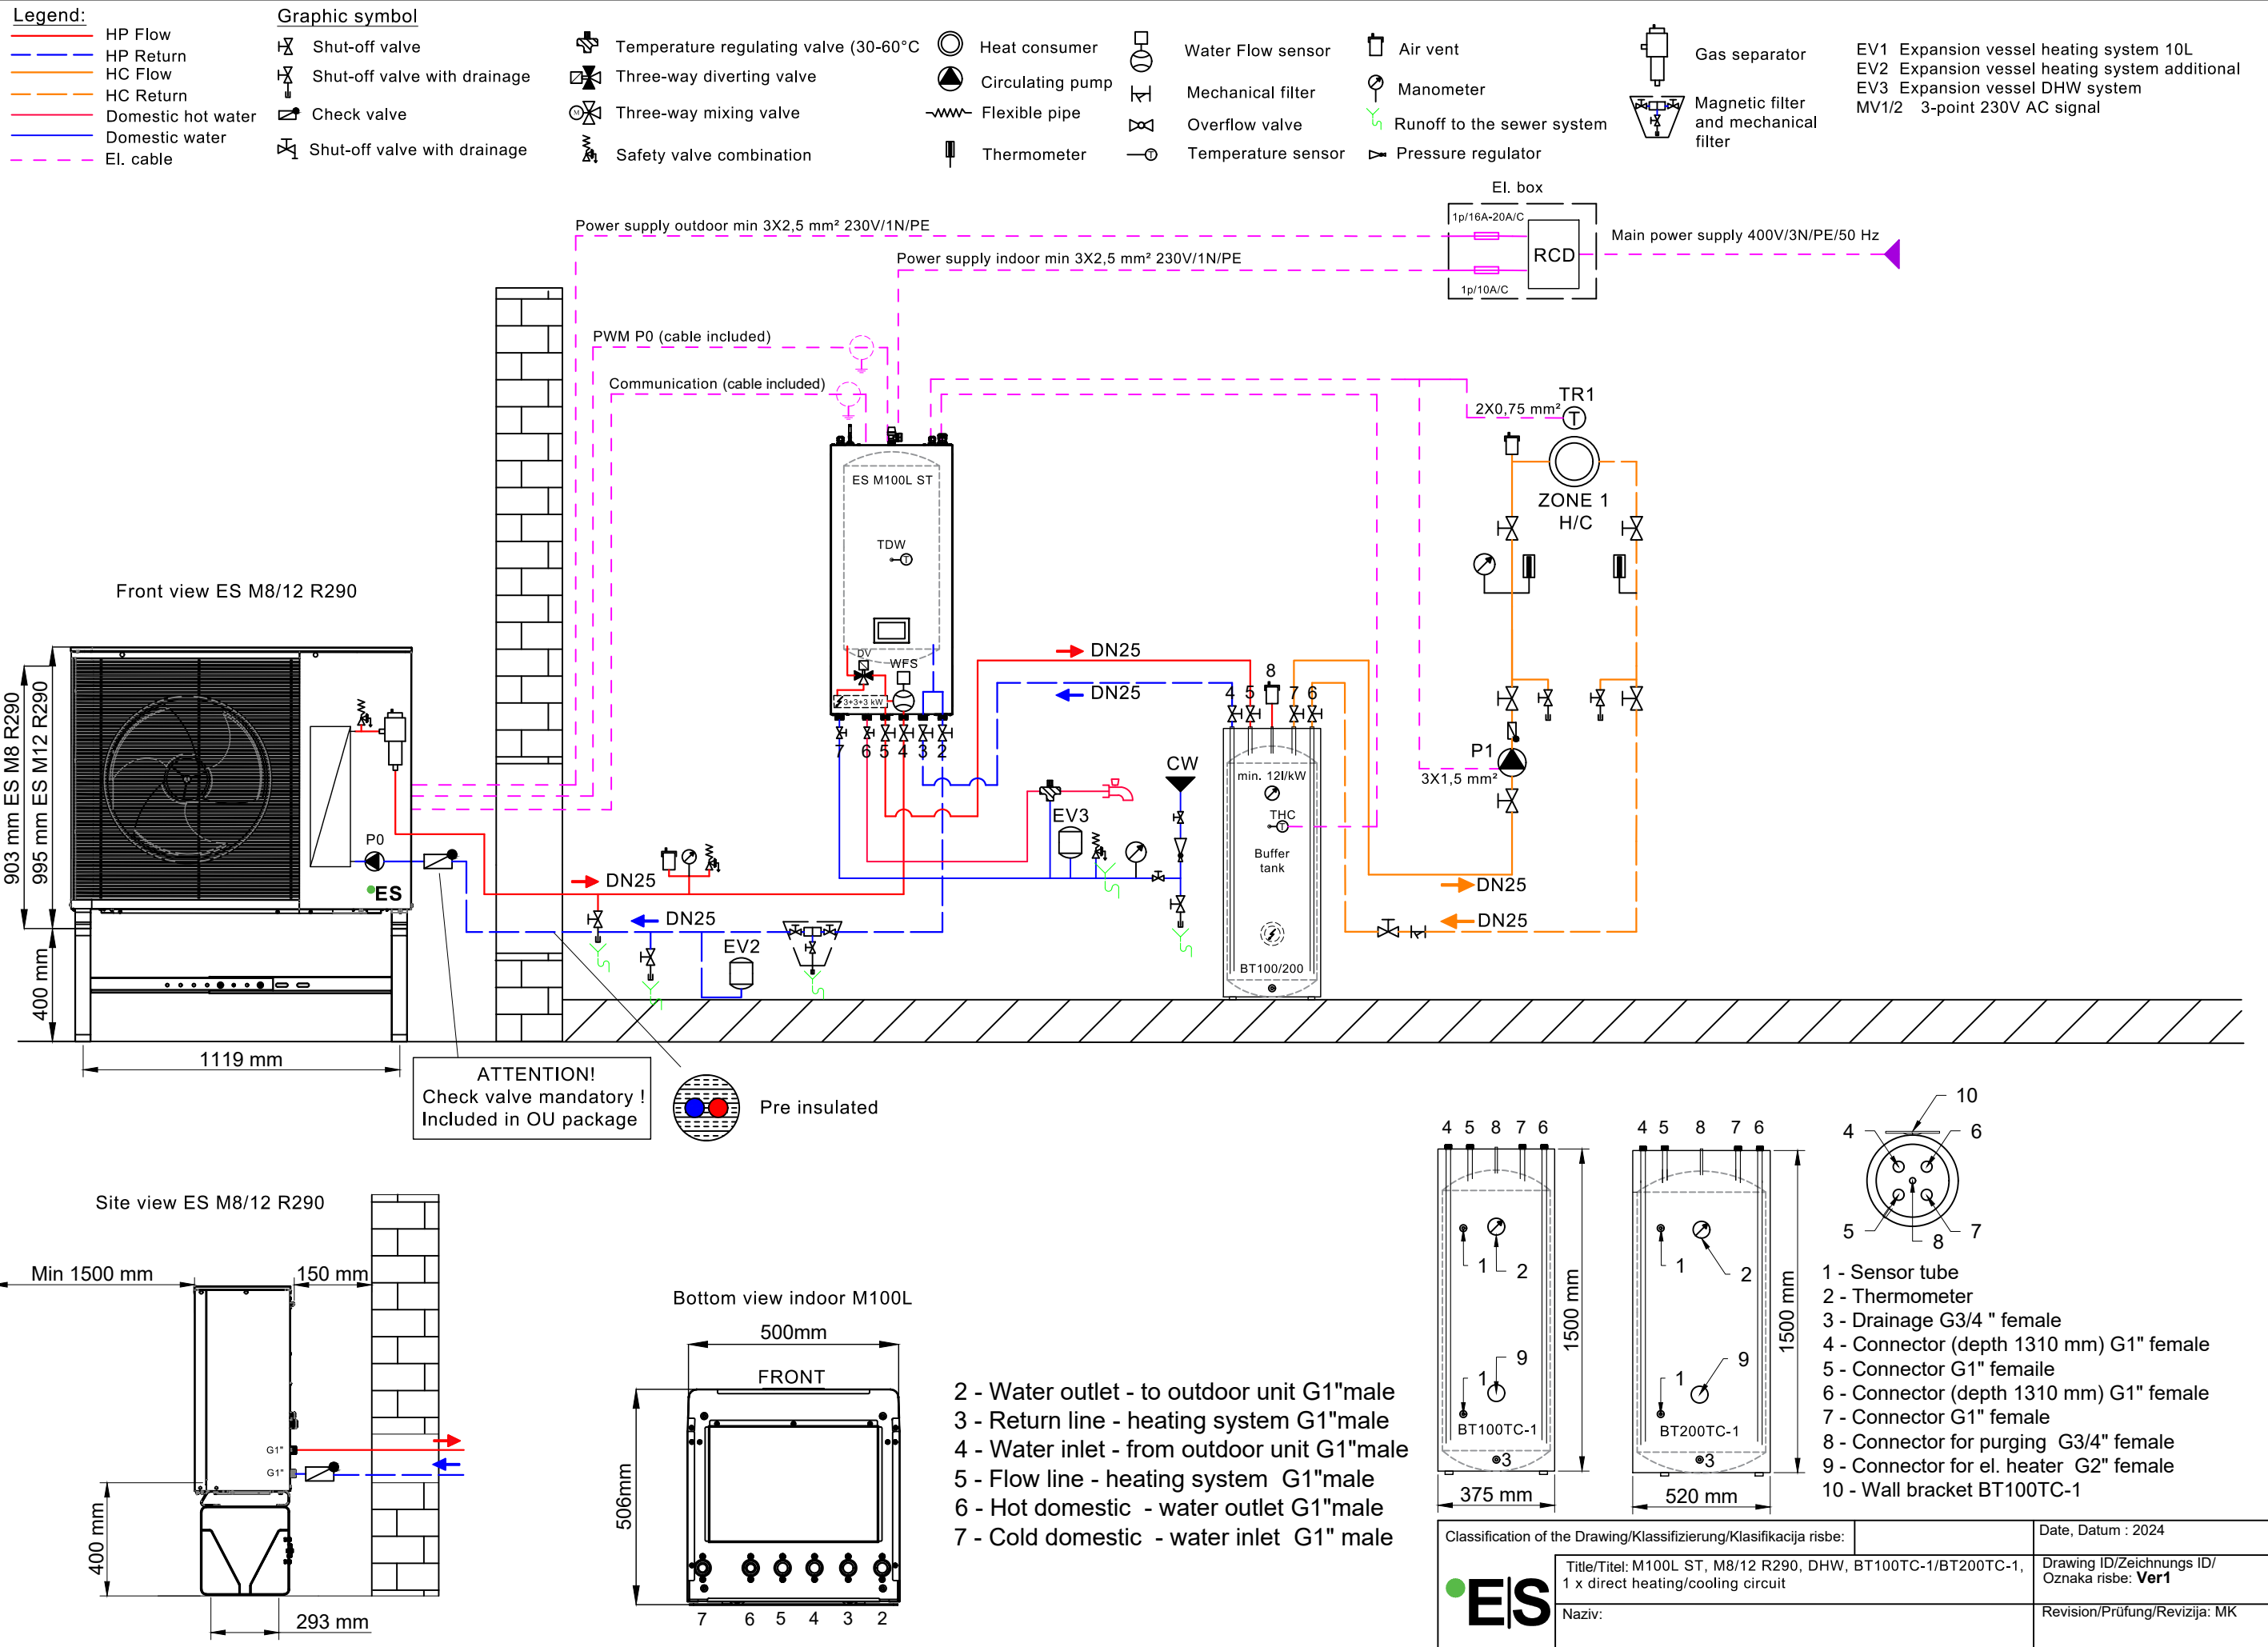 Legend:
HP Flow
HP Return
HC Flow
HC Return
Domestic hot water
Domestic water
El. cable
Graphic symbol
Shut-off valve
Shut-off valve with drainage
Check valve
Shut-off valve with drainage
Temperature regulating valve (30-60°C
Three-way diverting valve
Three-way mixing valve
Safety valve combination
Heat consumer
Circulating pump
Flexible pipe
Thermometer
Water Flow sensor
Mechanical filter
Overflow valve
Temperature sensor
Air vent
Manometer
Runoff to the sewer system
Pressure regulator
Gas separator
Magnetic filter
and mechanical
filter
EV1 Expansion vessel heating system 10L
EV2 Expansion vessel heating system additional
EV3 Expansion vessel DHW system
MV1/2 3-point 230V AC signal
El. box
1p/16A-20A/C
RCD
1p/10A/C
Main power supply 400V/3N/PE/50 Hz
Power supply outdoor min 3X2,5 mm² 230V/1N/PE
Power supply indoor min 3X2,5 mm² 230V/1N/PE
PWM P0 (cable included)
Communication (cable included)
TR1
2X0,75 mm²
T
ZONE 1
H/C
ES M100L ST
TDW
T
DV
WFS
3+3+3 kW
7 6 5 4 3 2
Front view ES M8/12 R290
903 mm ES M8 R290
995 mm ES M12 R290
400 mm
1119 mm
P0
ES
DN25
DN25
DN25
DN25
4 5 8 7 6
min. 12l/kW
THC
T
Buffer
tank
BT100/200
CW
EV3
EV2
P1
3X1,5 mm²
DN25
DN25
ATTENTION!
Check valve mandatory !
Included in OU package
Pre insulated
Site view ES M8/12 R290
Min 1500 mm
150 mm
G1"
G1"
400 mm
293 mm
Bottom view indoor M100L
500mm
FRONT
506mm
7 6 5 4 3 2
2 - Water outlet - to outdoor unit G1"male
3 - Return line - heating system G1"male
4 - Water inlet - from outdoor unit G1"male
5 - Flow line - heating system G1"male
6 - Hot domestic - water outlet G1"male
7 - Cold domestic - water inlet G1" male
4 5 8 7 6
1
2
9
1
BT100TC-1
3
375 mm
1500 mm
4 5 8 7 6
1
2
9
1
BT200TC-1
3
520 mm
1500 mm
10
4
6
5
7
8
1 - Sensor tube
2 - Thermometer
3 - Drainage G3/4 " female
4 - Connector (depth 1310 mm) G1" female
5 - Connector G1" femaile
6 - Connector (depth 1310 mm) G1" female
7 - Connector G1" female
8 - Connector for purging G3/4" female
9 - Connector for el. heater G2" female
10 - Wall bracket BT100TC-1
Classification of the Drawing/Klassifizierung/Klasifikacija risbe:
Date, Datum : 2024
E|S
Title/Titel: M100L ST, M8/12 R290, DHW, BT100TC-1/BT200TC-1,
1 x direct heating/cooling circuit
Drawing ID/Zeichnungs ID/
Oznaka risbe: Ver1
Naziv:
Revision/Prüfung/Revizija: MK